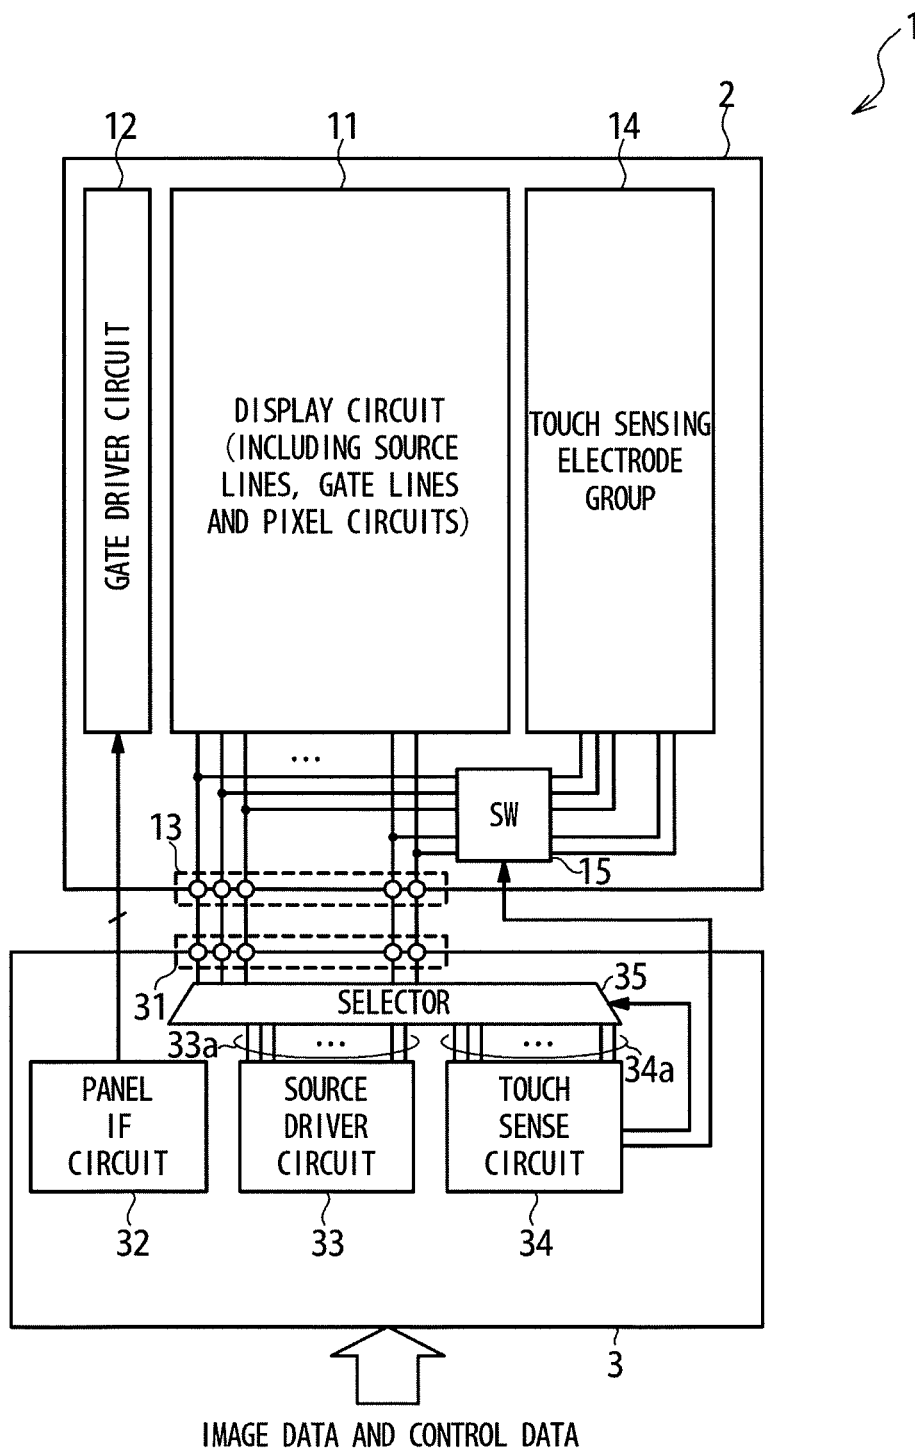 1
2
12
11
14
GATE DRIVER CIRCUIT
DISPLAY CIRCUIT
(INCLUDING SOURCE
LINES, GATE LINES
AND PIXEL CIRCUITS)
TOUCH SENSING
ELECTRODE
GROUP
...
SW
13
15
31
SELECTOR
35
33a
...
...
34a
PANEL
IF
CIRCUIT
SOURCE
DRIVER
CIRCUIT
TOUCH
SENSE
CIRCUIT
32
33
34
3
IMAGE DATA AND CONTROL DATA